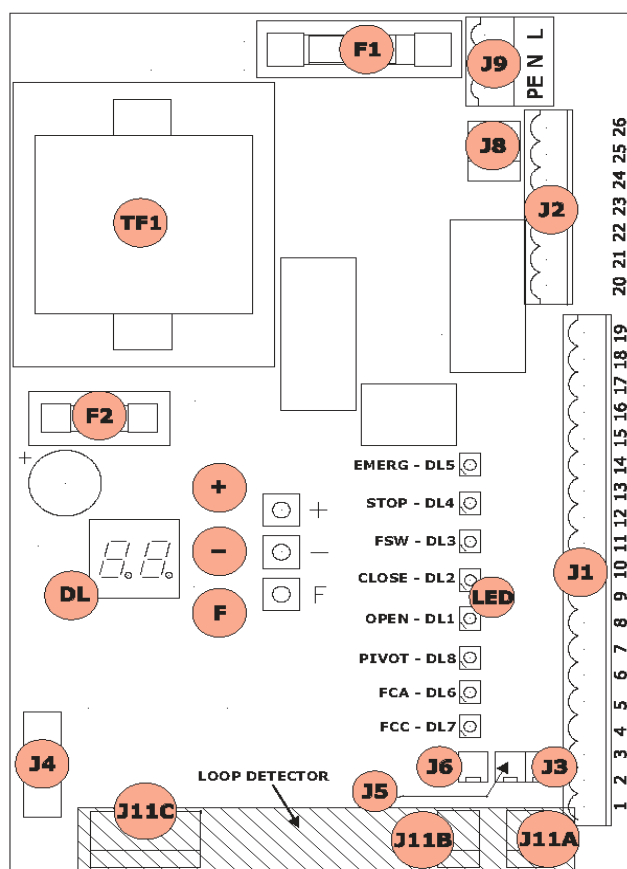 F1
J9
PE N L
J8
J2
26
25
24
23
22
21
20
TF1
19
18
17
16
15
14
13
12
11
10
9
8
7
6
5
4
3
2
1
J1
F2
+
EMERG - DL5
STOP - DL4
FSW - DL3
CLOSE - DL2
OPEN - DL1
PIVOT - DL8
FCA - DL6
FCC - DL7
LED
+
+
-
-
F
F
8.8.
DL
J4
J6
J3
J5
LOOP DETECTOR
J11C
J11B
J11A